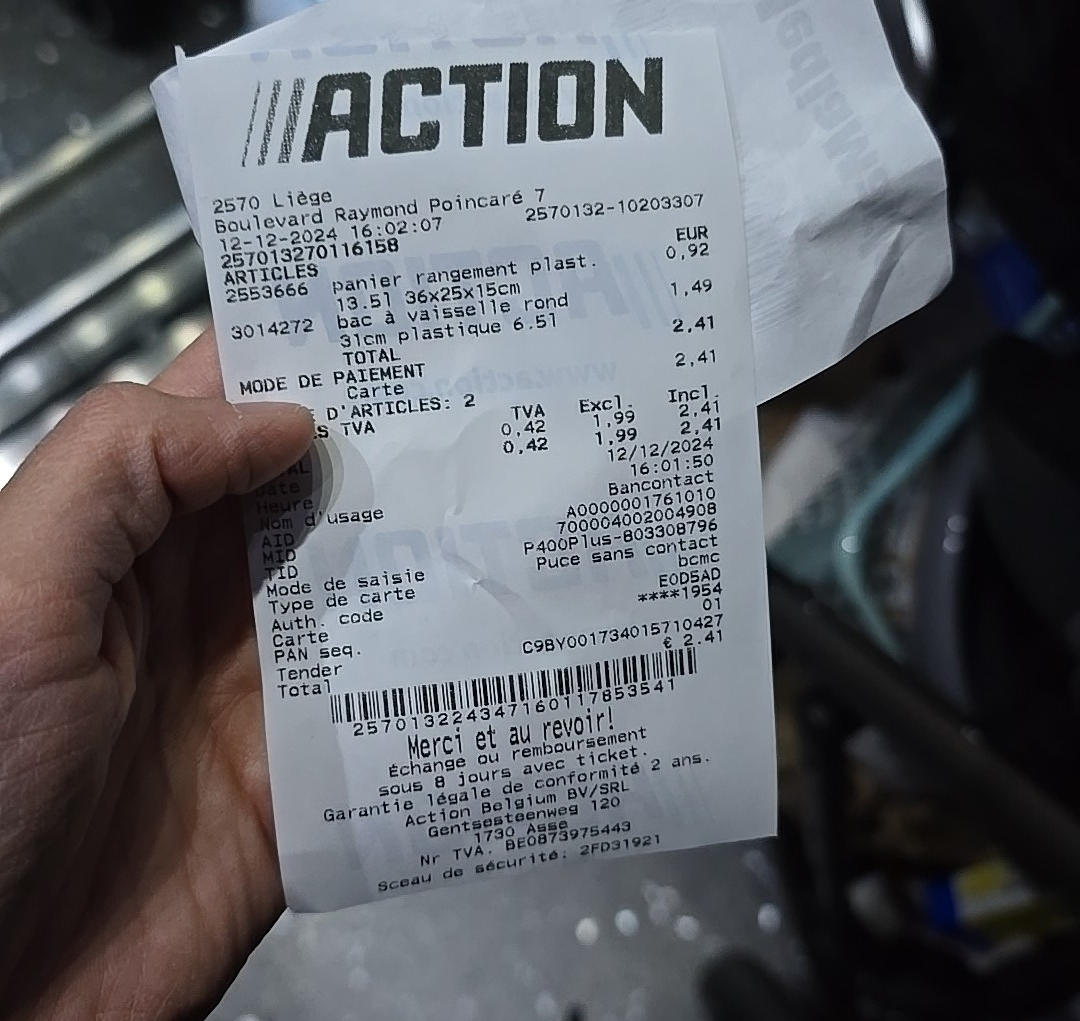 ACTION
2570 Liège
Boulevard Raymond Poincaré 7
12-12-2024 16:02:07 2570132-10203307
257013270116158
ARTICLES EUR
2553666 panier rangement plast. 0,92
13.5l 36x25x15cm
3014272 bac à vaisselle rond 1,49
31cm plastique 6.5l
TOTAL 2,41
MODE DE PAIEMENT
Carte 2,41
D'ARTICLES: 2
TVA TVA Excl. Incl.
0,42 1,99 2,41
0,42 1,99 2,41
Date 12/12/2024
Heure 16:01:50
Nom d'usage Bancontact
AID A0000001761010
MID 700004002004908
TID P400Plus-803308796
Mode de saisie Puce sans contact
Type de carte bcmc
Auth. code E0D5AD
Carte ****1954
PAN seq. 01
Tender C9BY001734015710427
Total € 2.41
257013224347160117853541
Merci et au revoir!
Échange ou remboursement
sous 8 jours avec ticket.
Garantie légale de conformité 2 ans.
Action Belgium BV/SRL
Gentsesteenweg 120
1730 Asse
Nr TVA. BE0873975443
Sceau de sécurité: 2FD31921